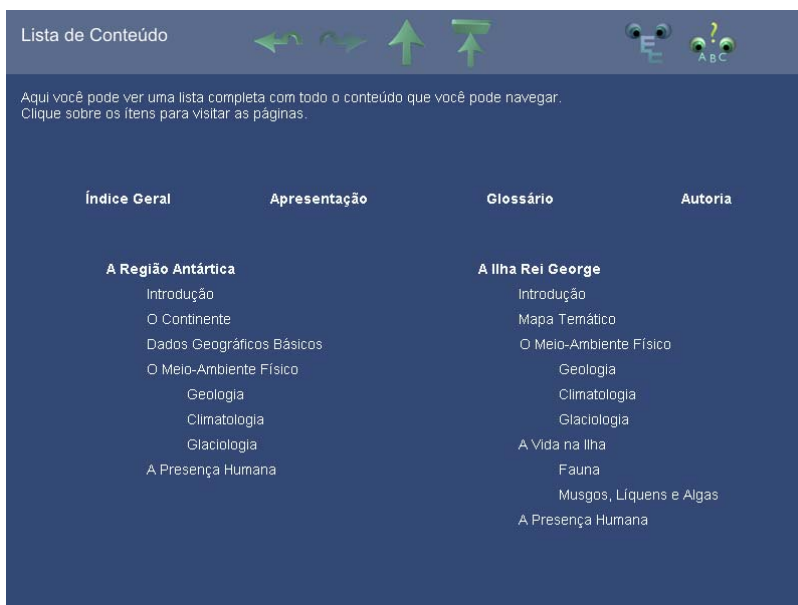 Lista de Conteúdo
E E
?
A B C
Aqui você pode ver uma lista completa com todo o conteúdo que você pode navegar.
Clique sobre os ítens para visitar as páginas.
Índice Geral Apresentação Glossário Autoria
A Região Antártica
Introdução
O Continente
Dados Geográficos Básicos
O Meio-Ambiente Físico
Geologia
Climatologia
Glaciologia
A Presença Humana
A Ilha Rei George
Introdução
Mapa Temático
O Meio-Ambiente Físico
Geologia
Climatologia
Glaciologia
A Vida na Ilha
Fauna
Musgos, Líquens e Algas
A Presença Humana